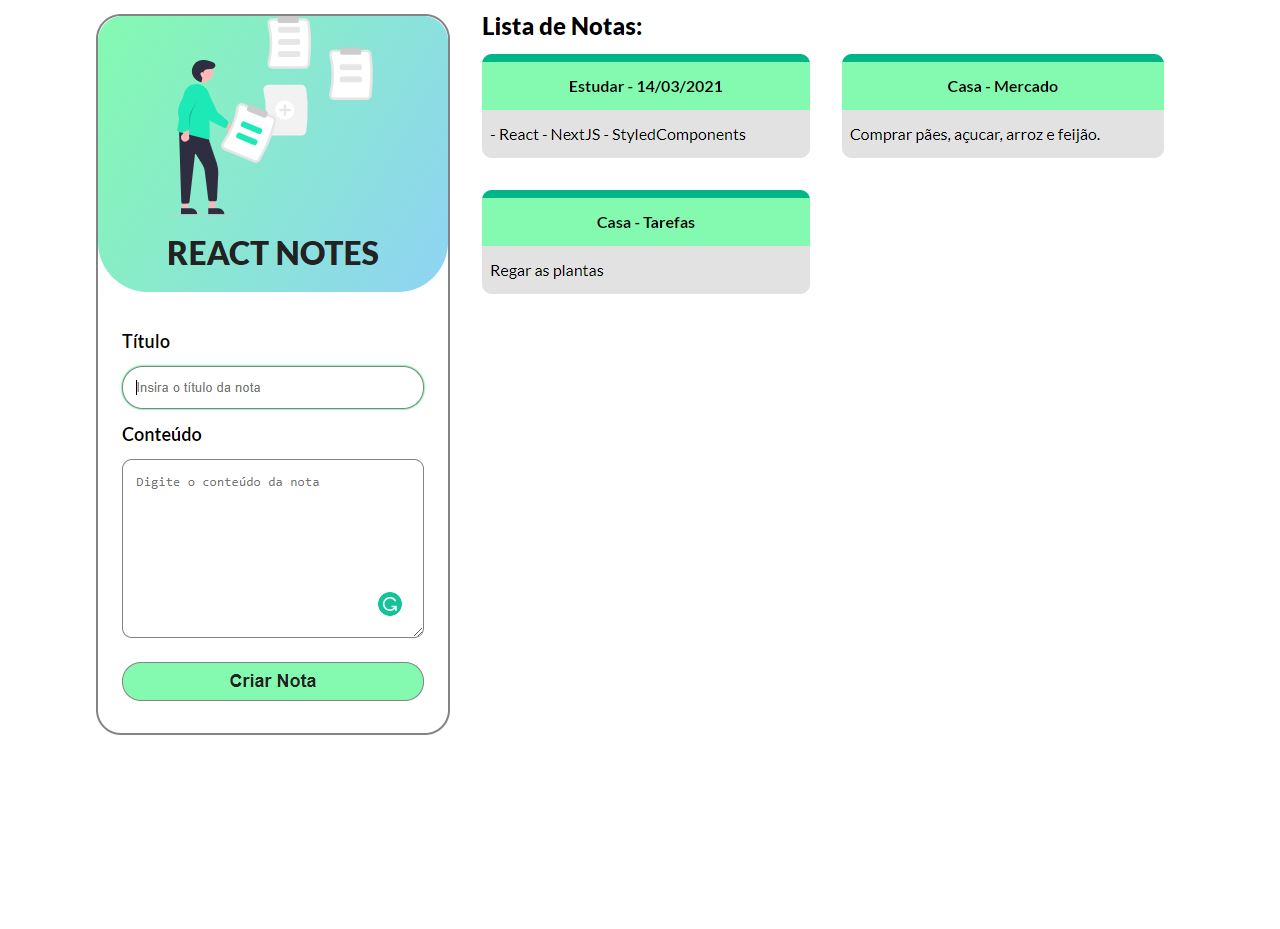 REACT NOTES
Título
Insira o título da nota
Conteúdo
Digite o conteúdo da nota
Criar Nota
Lista de Notas:
Estudar - 14/03/2021
- React - NextJS - StyledComponents
Casa - Mercado
Comprar pães, açucar, arroz e feijão.
Casa - Tarefas
Regar as plantas